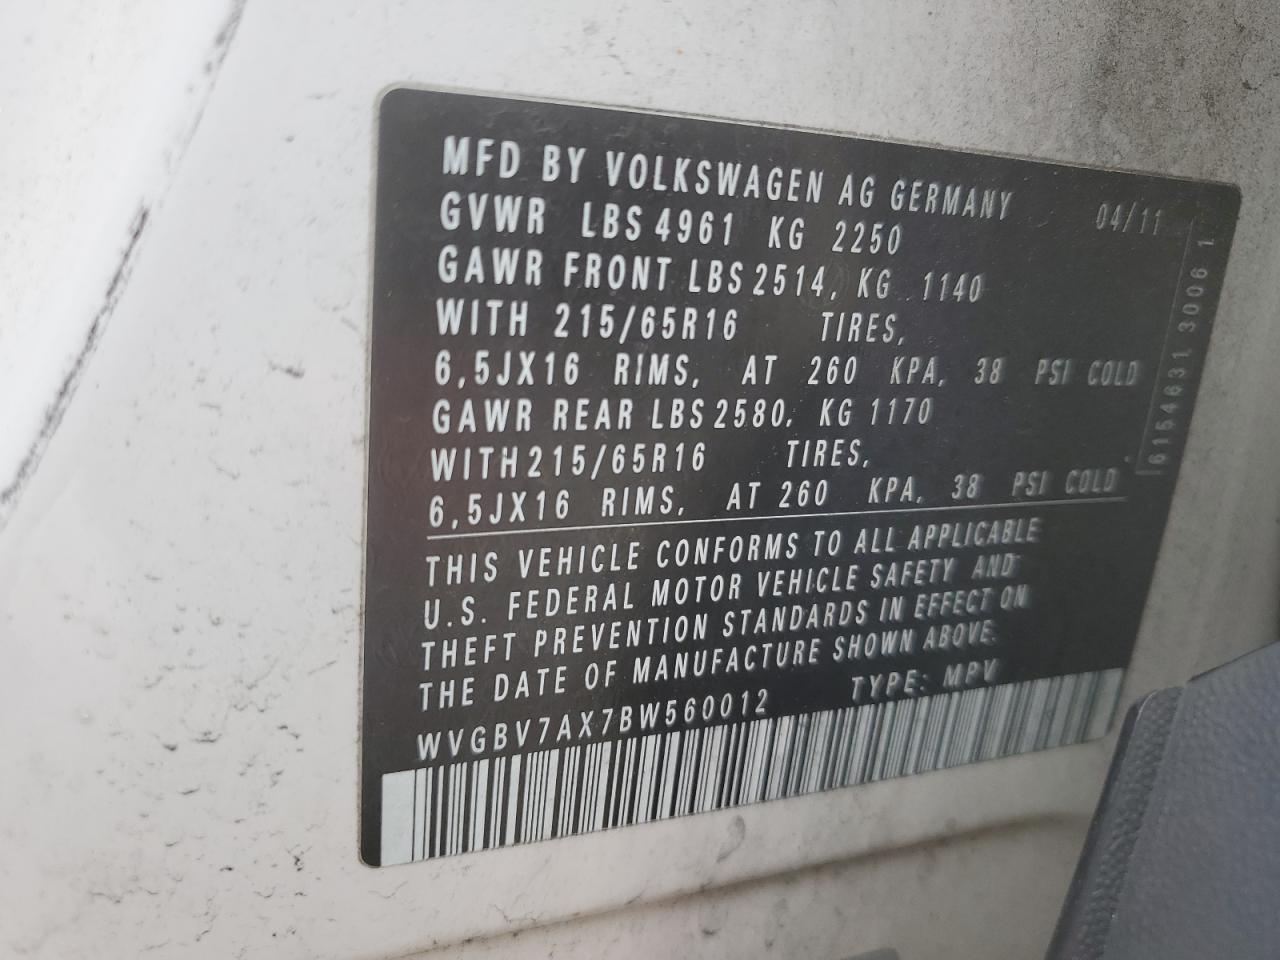 MFD BY VOLKSWAGEN AG GERMANY 04/11
GVWR LBS 4961 KG 2250
GAWR FRONT LBS 2514, KG 1140
WITH 215/65R16 TIRES,
6,5JX16 RIMS, AT 260 KPA, 38 PSI COLD
GAWR REAR LBS 2580, KG 1170
WITH 215/65R16 TIRES,
6,5JX16 RIMS, AT 260 KPA, 38 PSI COLD.
THIS VEHICLE CONFORMS TO ALL APPLICABLE
U.S. FEDERAL MOTOR VEHICLE SAFETY AND
THEFT PREVENTION STANDARDS IN EFFECT ON
THE DATE OF MANUFACTURE SHOWN ABOVE.
WVGBV7AX7BW560012 TYPE: MPV
6154631 3006 1